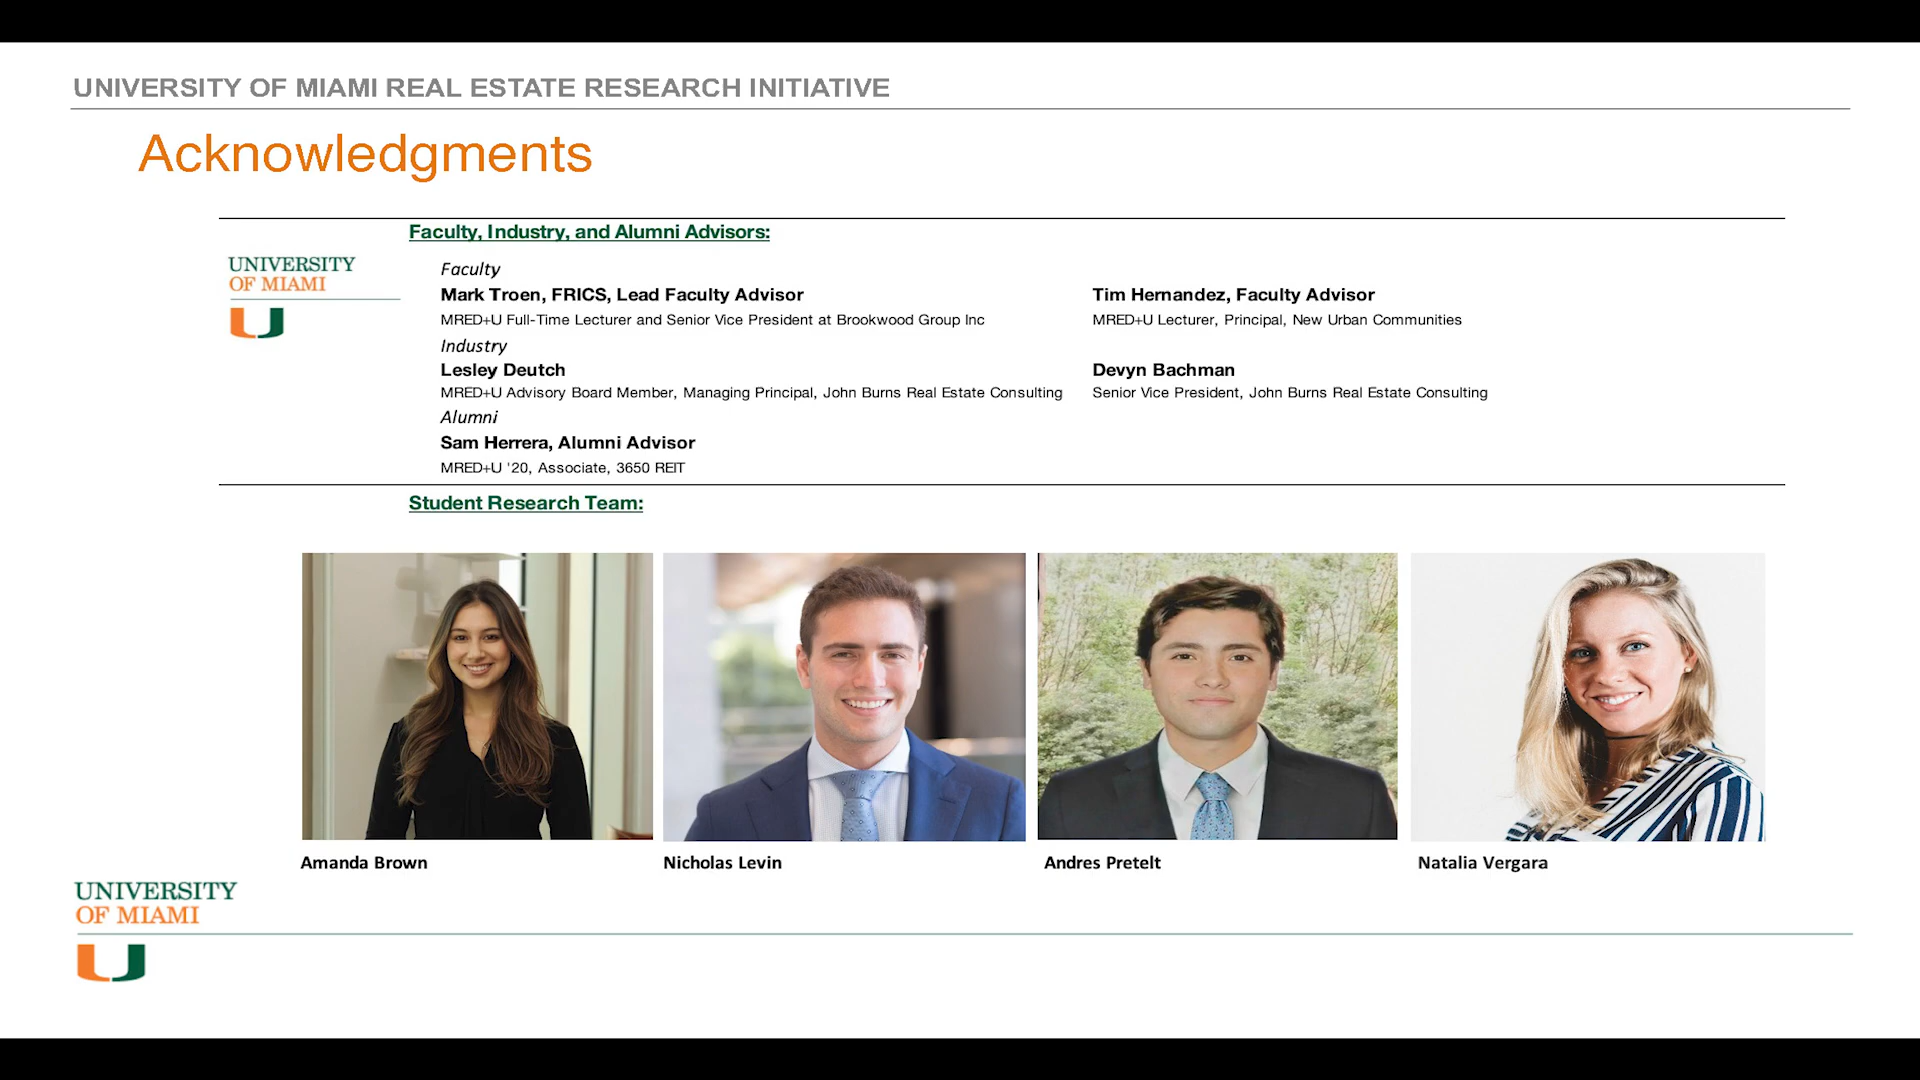 UNIVERSITY OF MIAMI REAL ESTATE RESEARCH INITIATIVE
Acknowledgments
Faculty, Industry, and Alumni Advisors:
UNIVERSITY
OF MIAMI
Faculty
Mark Troen, FRICS, Lead Faculty Advisor
MRED+U Full-Time Lecturer and Senior Vice President at Brookwood Group Inc
Tim Hernandez, Faculty Advisor
MRED+U Lecturer, Principal, New Urban Communities
Industry
Lesley Deutch
MRED+U Advisory Board Member, Managing Principal, John Burns Real Estate Consulting
Devyn Bachman
Senior Vice President, John Burns Real Estate Consulting
Alumni
Sam Herrera, Alumni Advisor
MRED+U '20, Associate, 3650 REIT
Student Research Team:
Amanda Brown
Nicholas Levin
Andres Pretelt
Natalia Vergara
UNIVERSITY
OF MIAMI